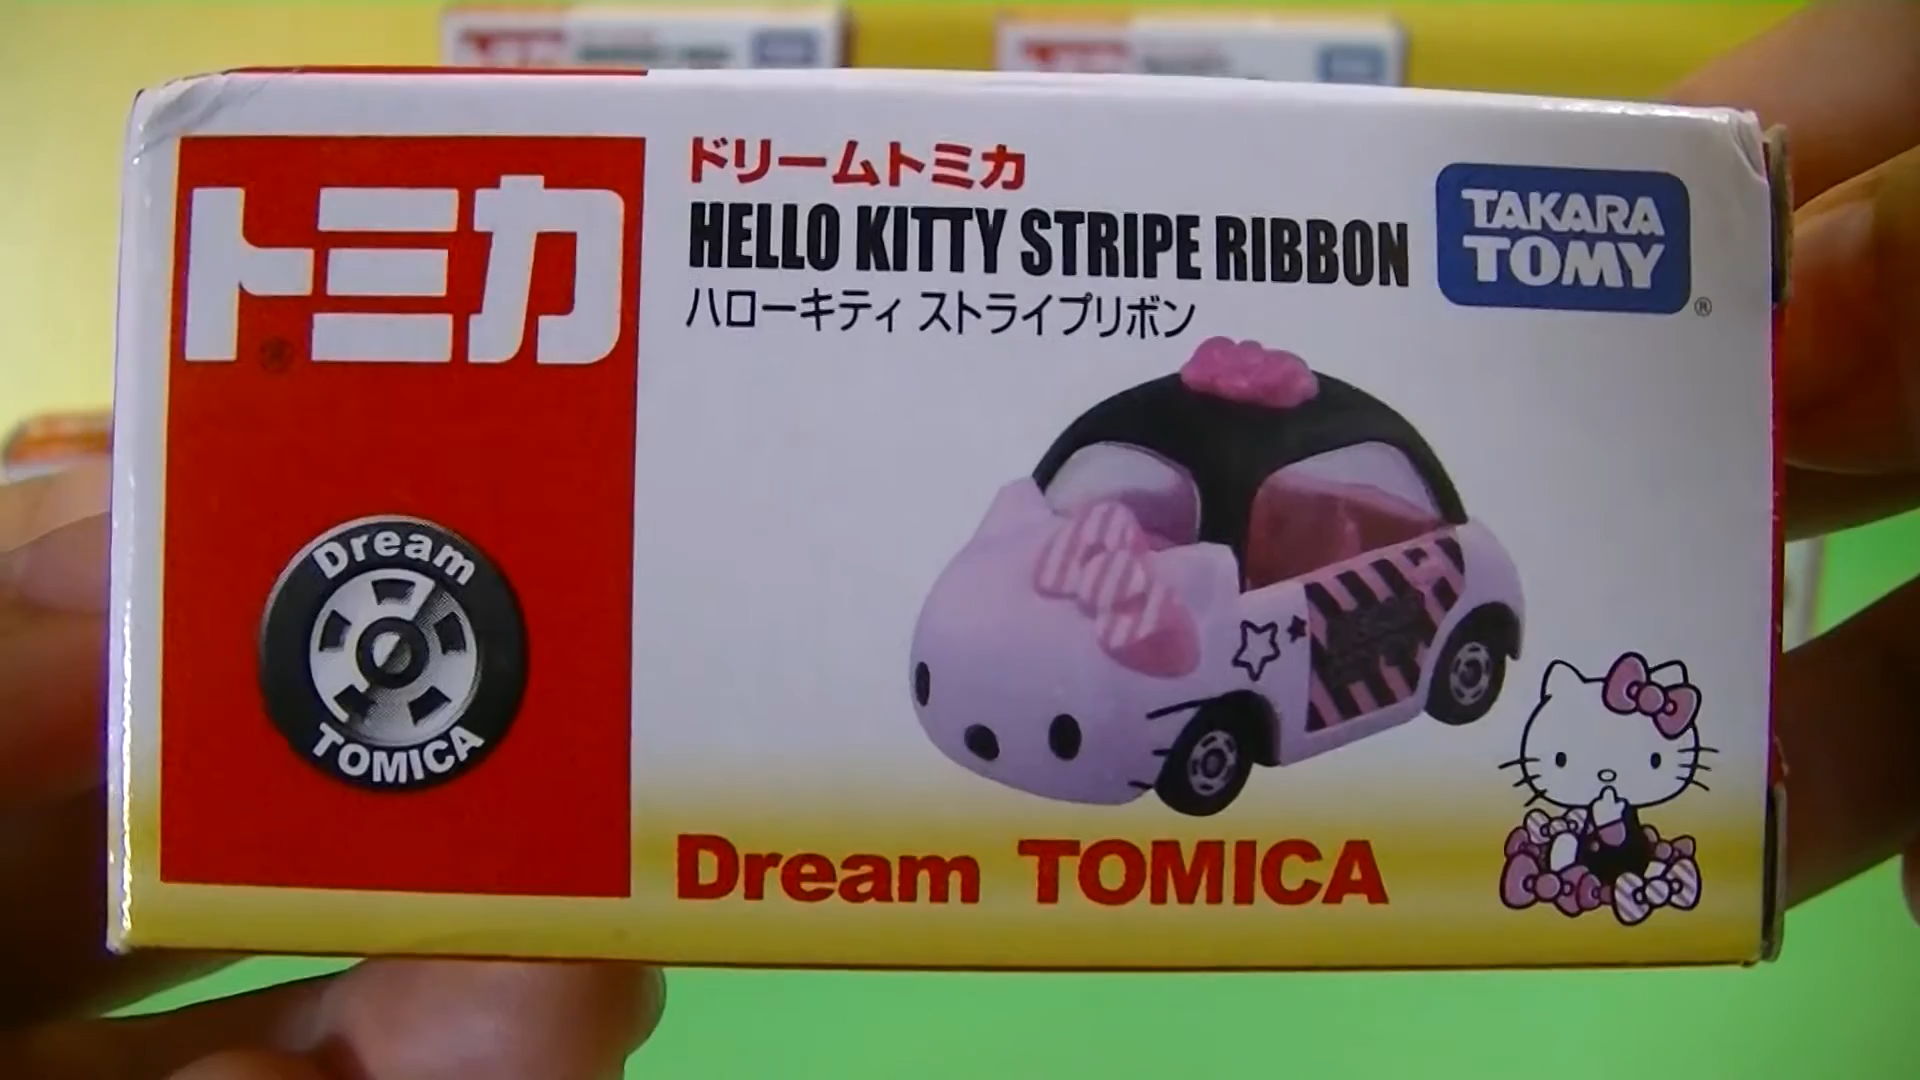 トミカ
ドリームトミカ
HELLO KITTY STRIPE RIBBON
ハローキティ ストライプリボン
TAKARA
TOMY
®
Dream
TOMICA
Dream TOMICA